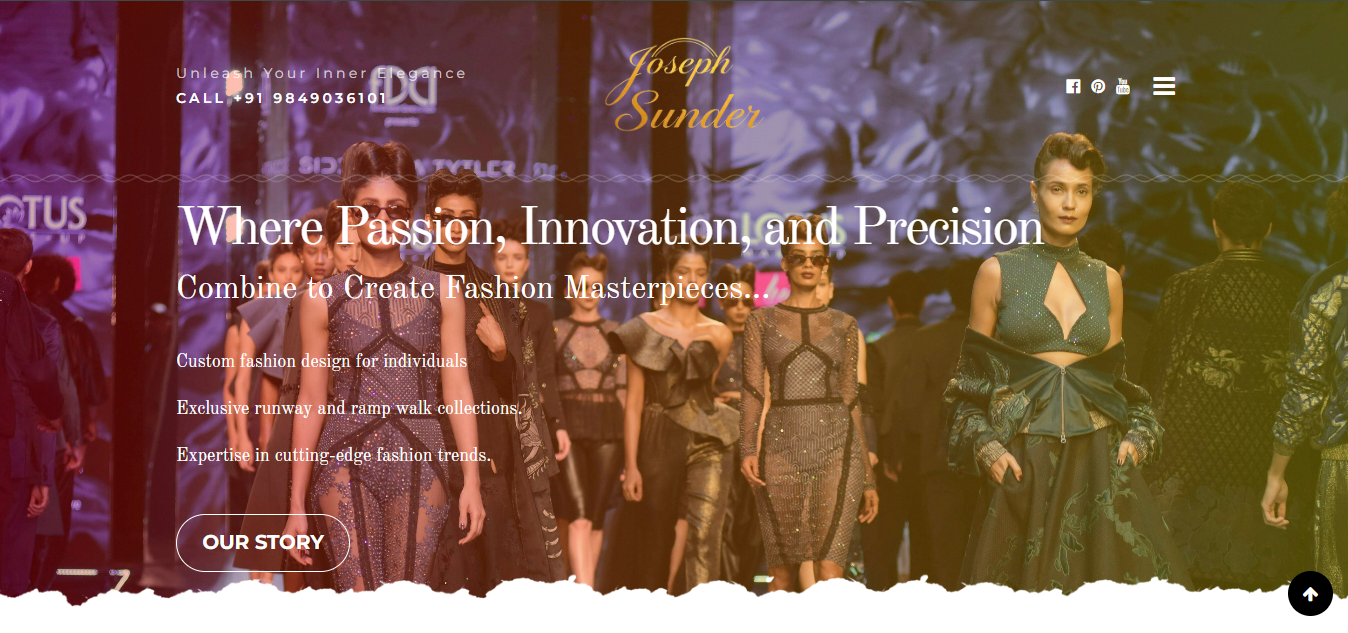 Unleash Your Inner Elegance
CALL +91 9849036101
Joseph
Sunder
You
Tube
Where Passion, Innovation, and Precision
Combine to Create Fashion Masterpieces...
Custom fashion design for individuals
Exclusive runway and ramp walk collections.
Expertise in cutting-edge fashion trends.
OUR STORY